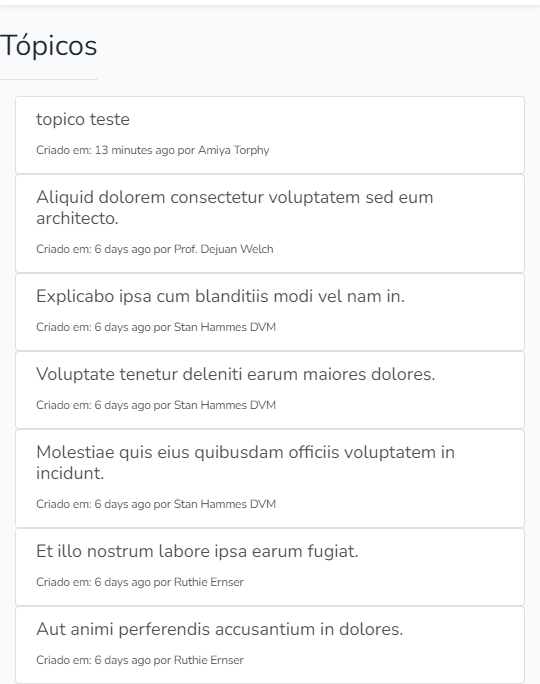 Tópicos
topico teste
Criado em: 13 minutes ago por Amiya Torphy
Aliquid dolorem consectetur voluptatem sed eum
architecto.
Criado em: 6 days ago por Prof. Dejuan Welch
Explicabo ipsa cum blanditiis modi vel nam in.
Criado em: 6 days ago por Stan Hammes DVM
Voluptate tenetur deleniti earum maiores dolores.
Criado em: 6 days ago por Stan Hammes DVM
Molestiae quis eius quibusdam officiis voluptatem in
incidunt.
Criado em: 6 days ago por Stan Hammes DVM
Et illo nostrum labore ipsa earum fugiat.
Criado em: 6 days ago por Ruthie Ernser
Aut animi perferendis accusantium in dolores.
Criado em: 6 days ago por Ruthie Ernser